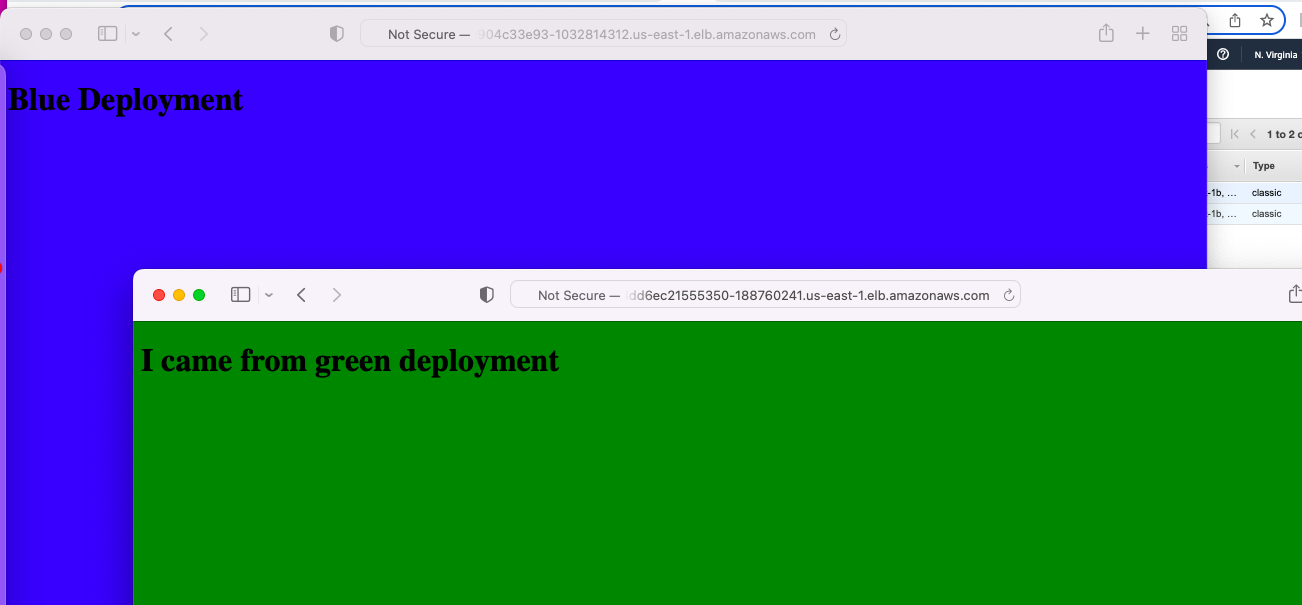 Not Secure — 904c33e93-1032814312.us-east-1.elb.amazonaws.com
N. Virginia
Blue Deployment
1 to 2
Type
-1b, ... classic
-1b, ... classic
Not Secure — dd6ec21555350-188760241.us-east-1.elb.amazonaws.com
I came from green deployment